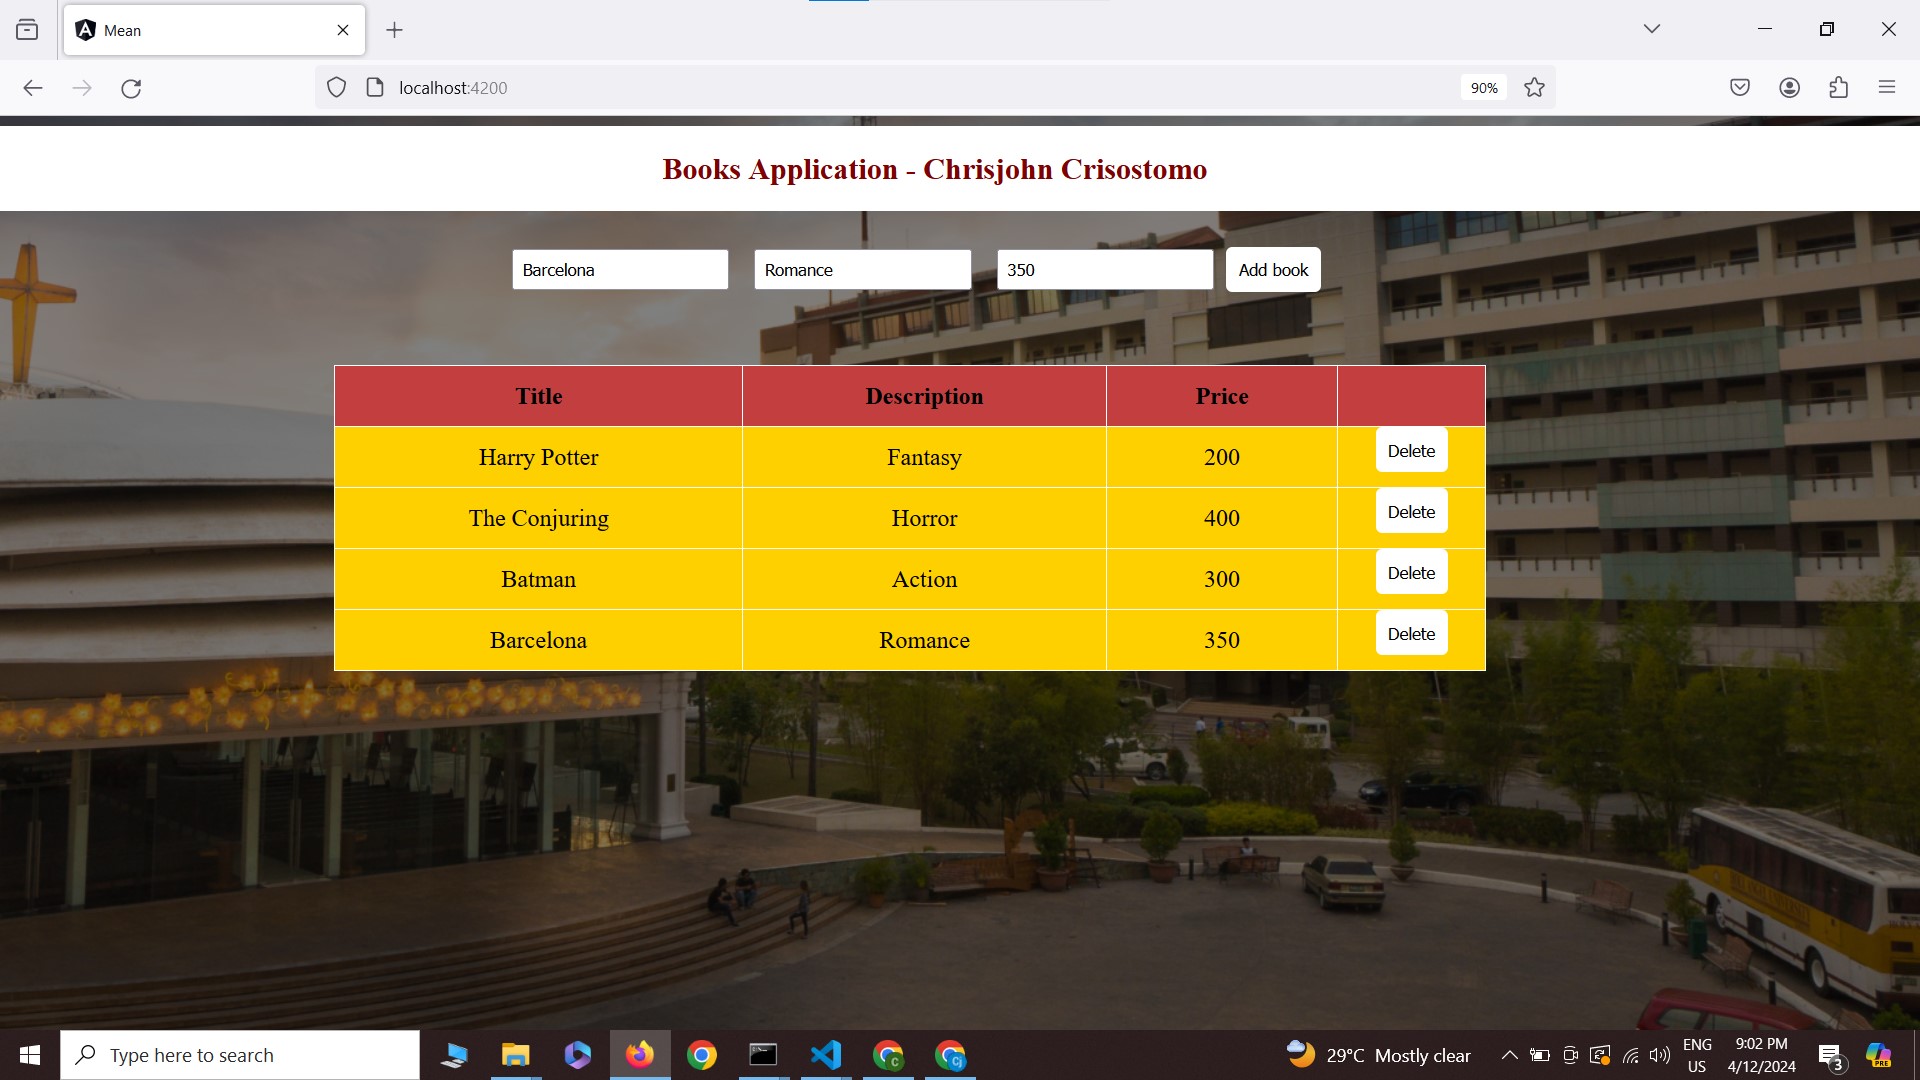 Mean
localhost:4200
90%
Books Application - Chrisjohn Crisostomo
Barcelona Romance 350 Add book
Title Description Price
Harry Potter Fantasy 200 Delete
The Conjuring Horror 400 Delete
Batman Action 300 Delete
Barcelona Romance 350 Delete
Type here to search
29°C Mostly clear
ENG
US
9:02 PM
4/12/2024
3
PRE